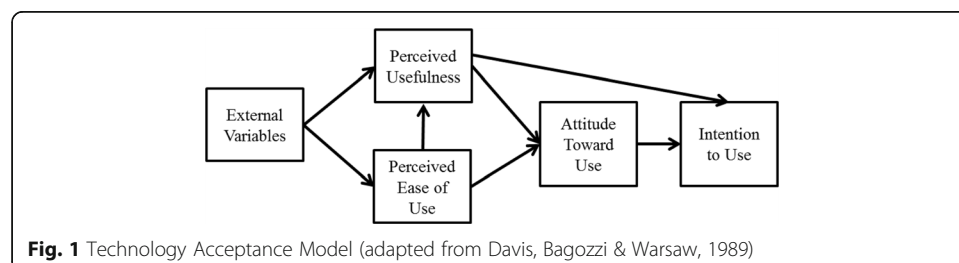 Perceived
Usefulness
External
Variables
Perceived
Ease of
Use
Attitude
Toward
Use
Intention
to Use
Fig. 1 Technology Acceptance Model (adapted from Davis, Bagozzi & Warsaw, 1989)